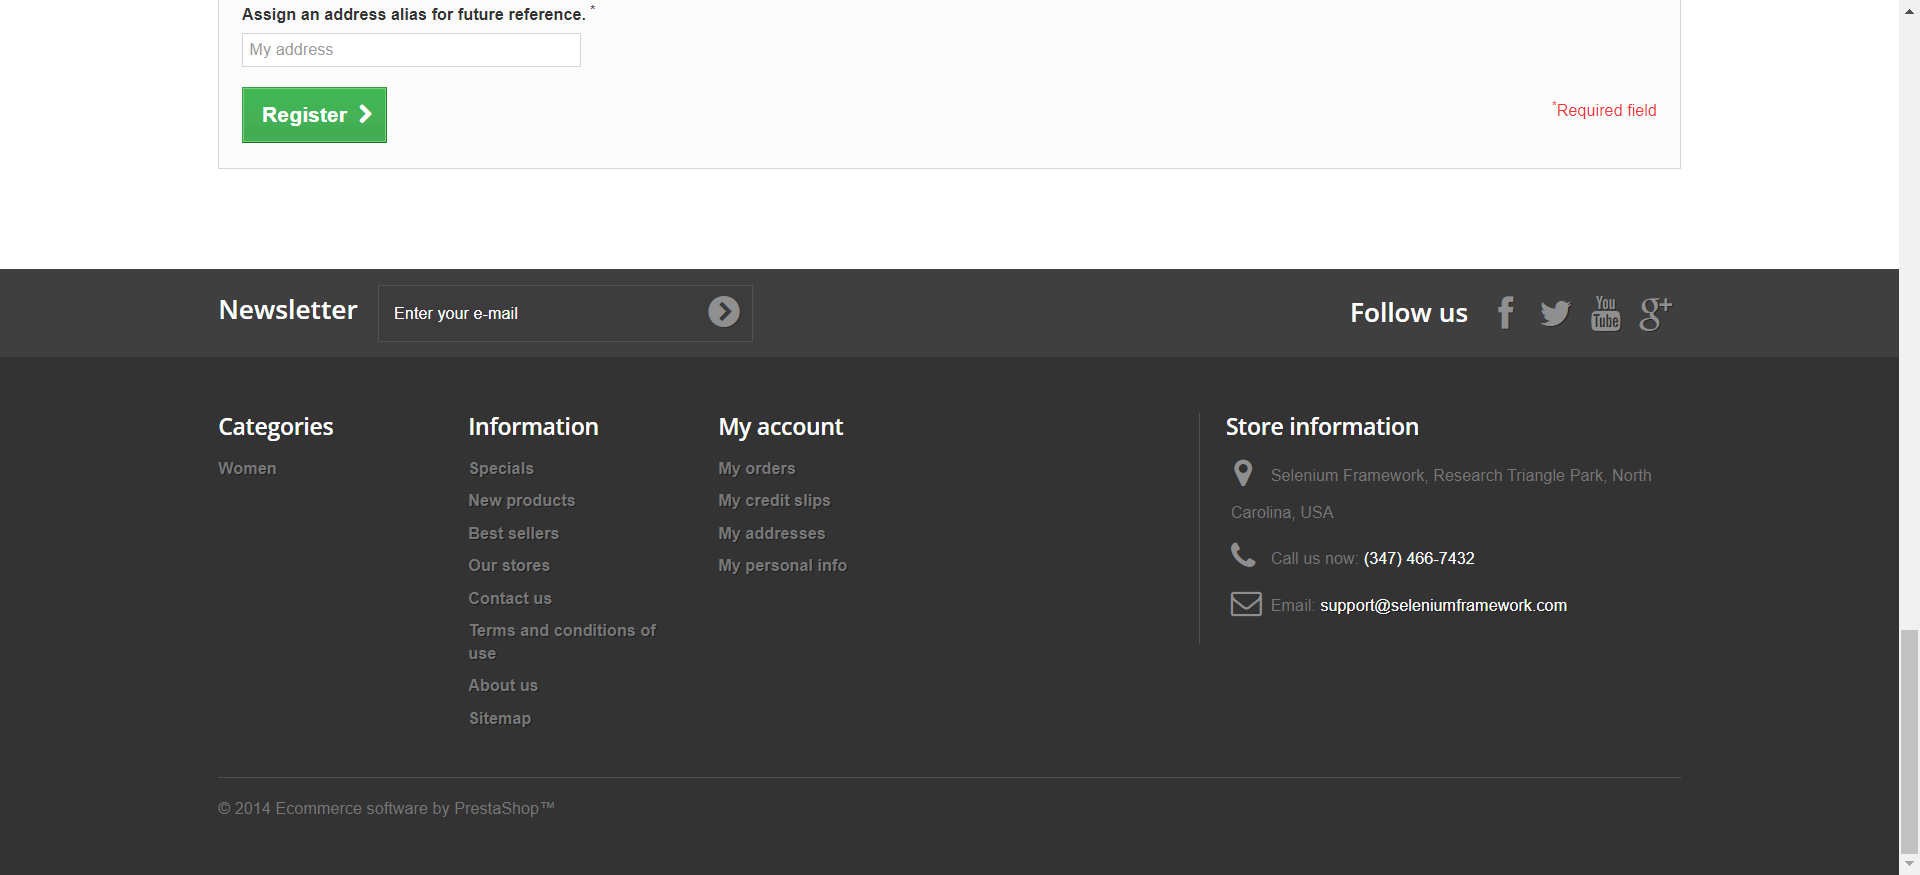 Assign an address alias for future reference. *
My address
Register
*Required field
Newsletter
Enter your e-mail
Follow us
You
Tube
g+
Categories
Women
Information
Specials
New products
Best sellers
Our stores
Contact us
Terms and conditions of
use
About us
Sitemap
My account
My orders
My credit slips
My addresses
My personal info
Store information
Selenium Framework, Research Triangle Park, North
Carolina, USA
Call us now: (347) 466-7432
Email: support@seleniumframework.com
© 2014 Ecommerce software by PrestaShop™